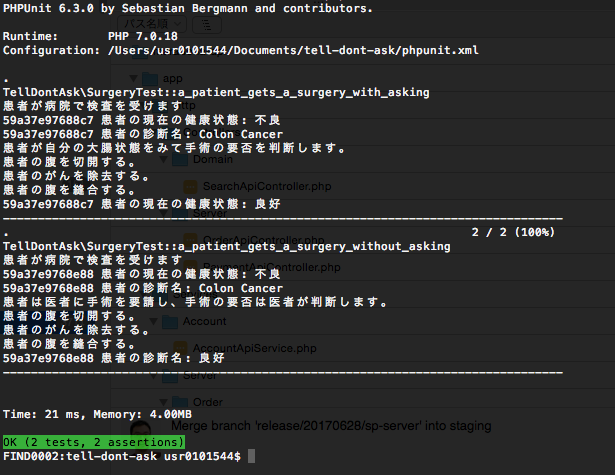 PHPUnit 6.3.0 by Sebastian Bergmann and contributors.
パス名順
Runtime:       PHP 7.0.18
Configuration: /Users/usr0101544/Documents/tell-dont-ask/phpunit.xml
app
.
TellDontAsk\SurgeryTest::a_patient_gets_a_surgery_with_asking
患者が病院で検査を受けます
59a37e97688c7 患者の現在の健康状態: 不良
59a37e97688c7 患者の診断名: Colon Cancer
患者が自分の大腸状態をみて手術の要否を判断します。
Domain
患者の腹を切開する。
患者のがんを除去する。
SearchApiController.php
患者の腹を縫合する。
59a37e97688c7 患者の現在の健康状態: 良好
Server
.                                                                 2 / 2 (100%)
OrderApiController.php
TellDontAsk\SurgeryTest::a_patient_gets_a_surgery_without_asking
患者が病院で検査を受けます
59a37e9768e88 患者の現在の健康状態: 不良
59a37e9768e88 患者の診断名: Colon Cancer
患者は医者に手術を要請し、手術の要否は医者が判断します。
患者の腹を切開する。
Account
患者のがんを除去する。
患者の腹を縫合する。
AccountApiService.php
59a37e9768e88 患者の診断名: 良好
Server
Order
Time: 21 ms, Memory: 4.00MB
Merge branch 'release/20170628/sp-server' into staging
OK (2 tests, 2 assertions)
FIND0002:tell-dont-ask usr0101544$